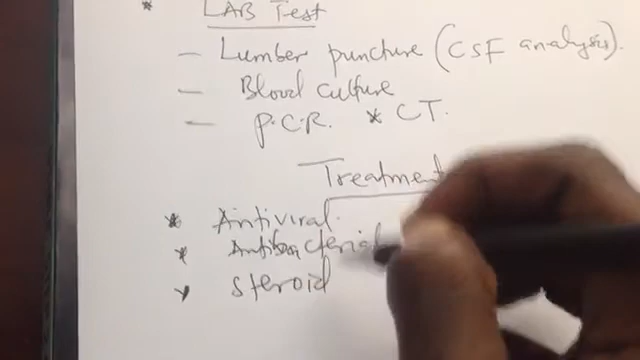 * LAB Test
- Lumber puncture (CSF analysis).
- Blood culture
- P.C.R. * CT.
Treatment
* Antiviral.
* Antibacterial
* Steroid